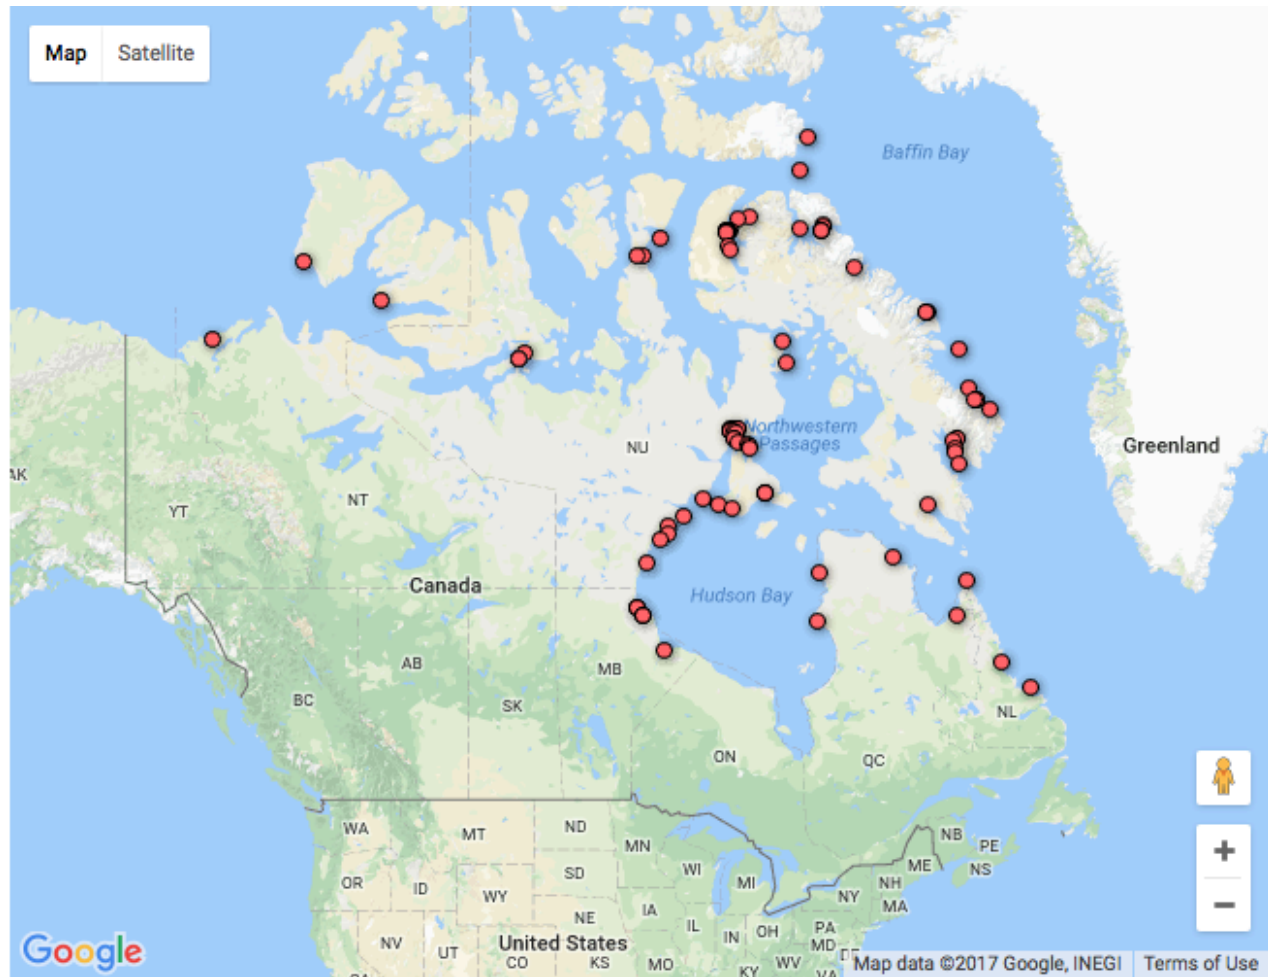 Map Satellite
Baffin Bay
Northwestern
Passages
NU
Greenland
AK
NT
YT
Canada
Hudson Bay
AB
MB
BC
SK
NL
ON
QC
WA
MT
ND
MN
NB
PE
ME
NS
WI
OR
ID
SD
MI
NH
WY
NY
MA
NE
IA
IL
PA
NV
UT
United States
IN
OH
MD
CO
KS
MO
KY
WV
VA
DE
CA
Google
+
−
Map data ©2017 Google, INEGI Terms of Use